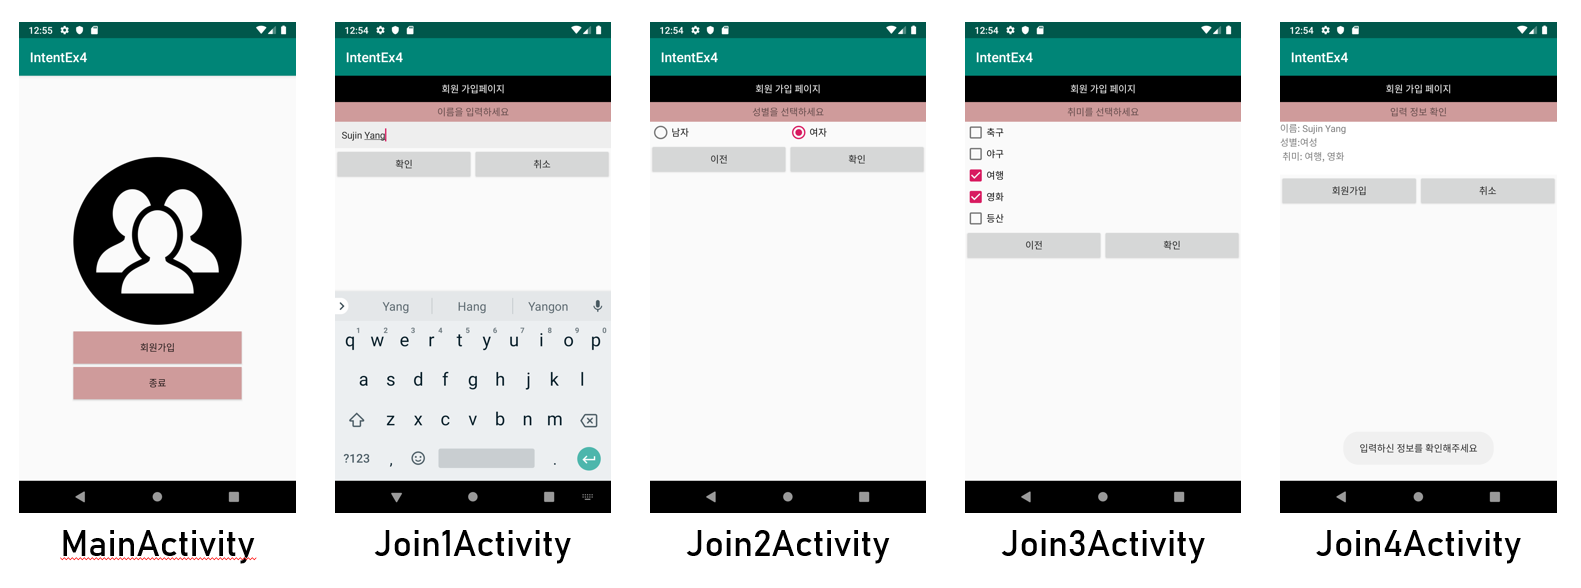 12:55
IntentEx4
회원가입
종료
MainActivity
12:54
IntentEx4
회원 가입페이지
이름을 입력하세요
Sujin Yang
확인 취소
Yang Hang Yangon
1 2 3 4 5 6 7 8 9 0
q w e r t y u i o p
a s d f g h j k l
z x c v b n m
?123 , .
Join1Activity
12:54
IntentEx4
회원 가입 페이지
성별을 선택하세요
남자 여자
이전 확인
Join2Activity
12:54
IntentEx4
회원 가입 페이지
취미를 선택하세요
축구
야구
여행
영화
등산
이전 확인
Join3Activity
12:54
IntentEx4
회원 가입 페이지
입력 정보 확인
이름: Sujin Yang
성별:여성
취미: 여행, 영화
회원가입 취소
입력하신 정보를 확인해주세요
Join4Activity